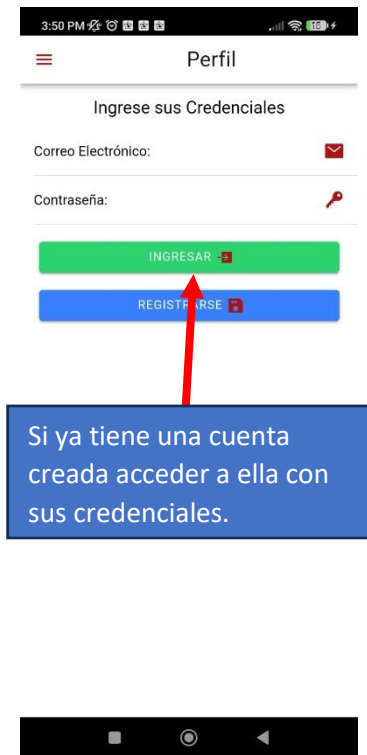 3:50 PM
Perfil
Ingrese sus Credenciales
Correo Electrónico:
Contraseña:
INGRESAR
REGISTRARSE
Si ya tiene una cuenta
creada acceder a ella con
sus credenciales.